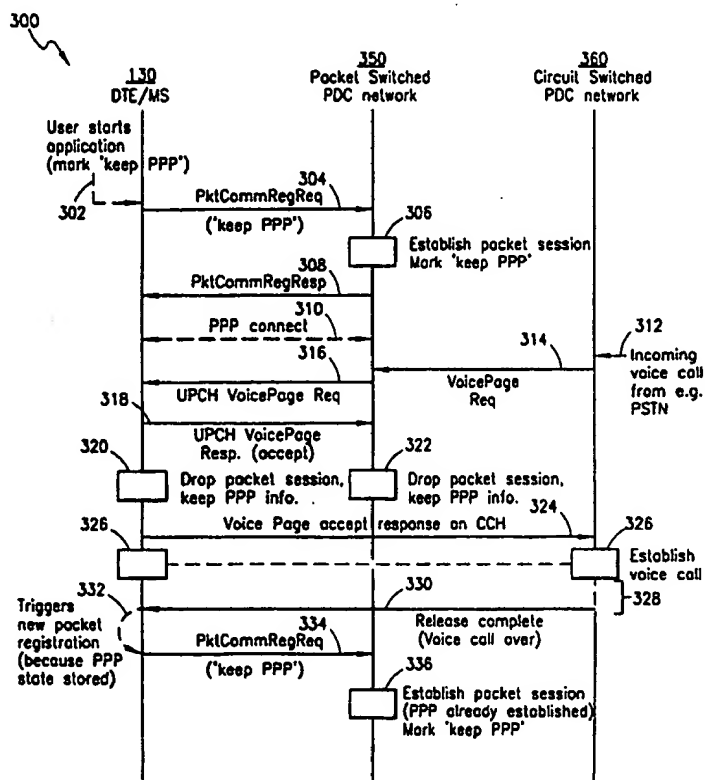 300
130
DTE/MS
350
Packet Switched
PDC network
360
Circuit Switched
PDC network
User starts
application
(mark 'keep PPP')
302
304
PktCommRegReq
('keep PPP')
306
Establish packet session
Mark 'keep PPP'
308
PktCommRegResp
310
PPP connect
312
Incoming
voice call
from e.g.
PSTN
314
VoicePage
Req
316
UPCH VoicePage Req
318
UPCH VoicePage
Resp. (accept)
320
Drop packet session,
keep PPP info.
322
Drop packet session,
keep PPP info.
324
Voice Page accept response on CCH
326
326
Establish
voice call
328
330
Release complete
(Voice call over)
332
Triggers
new packet
registration
(because PPP
state stored)
334
PktCommRegReq
('keep PPP')
336
Establish packet session
(PPP already established)
Mark 'keep PPP'